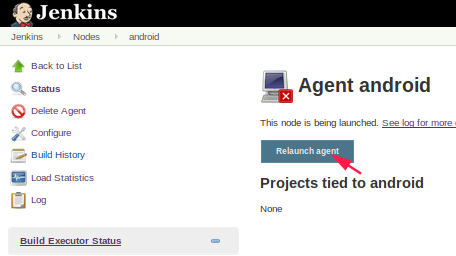 Jenkins
Jenkins Nodes android
Back to List
Status
Delete Agent
Configure
Build History
Load Statistics
Log
Build Executor Status
Agent android
This node is being launched. See log for more
Relaunch agent
Projects tied to android
None